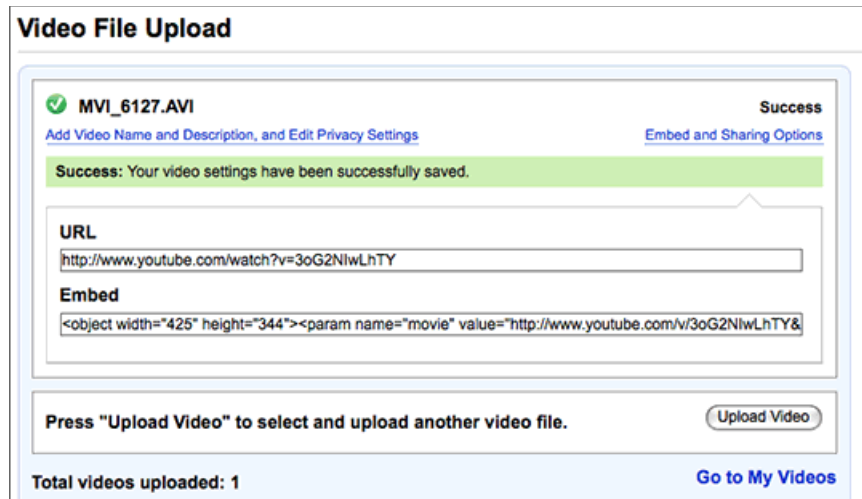 Video File Upload
MVI_6127.AVI
Success
Add Video Name and Description, and Edit Privacy Settings
Embed and Sharing Options
Success: Your video settings have been successfully saved.
URL
http://www.youtube.com/watch?v=3oG2NIwLhTY
Embed
<object width="425" height="344"><param name="movie" value="http://www.youtube.com/v/3oG2NIwLhTY&
Press "Upload Video" to select and upload another video file.
Upload Video
Total videos uploaded: 1
Go to My Videos